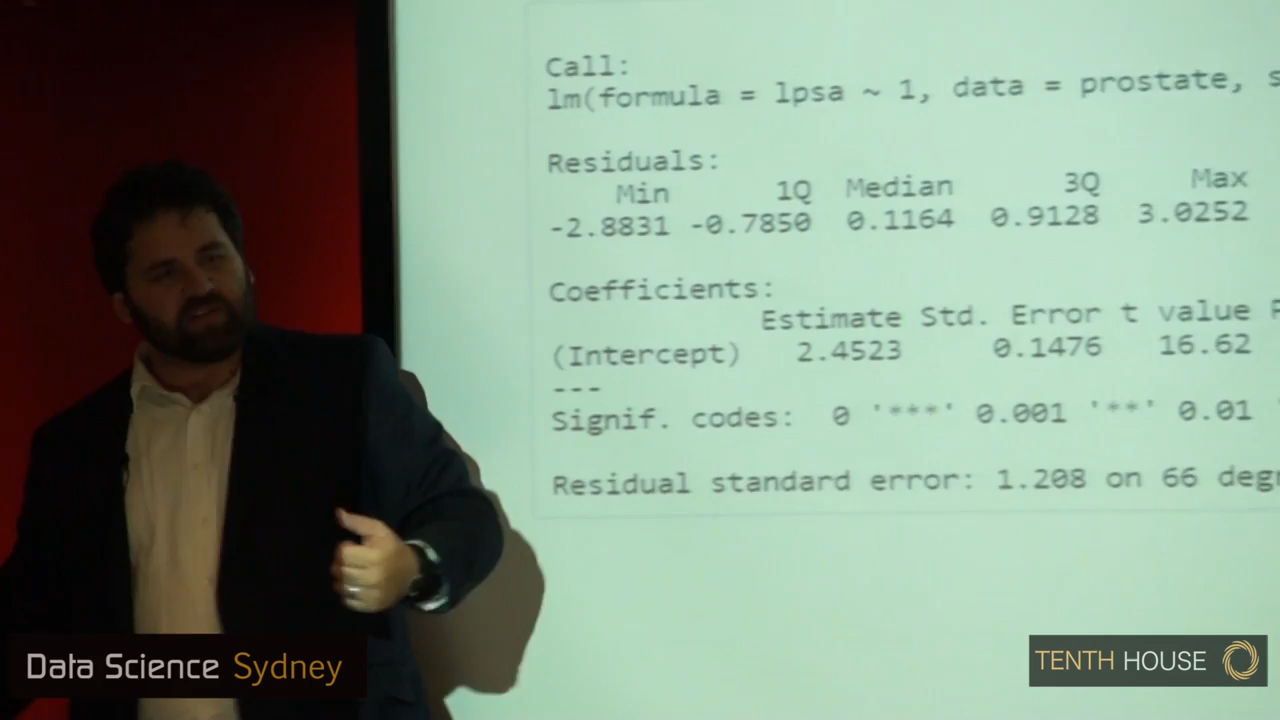 Call:
lm(formula = lpsa ~ 1, data = prostate,
Residuals:
Min 1Q Median 3Q Max
-2.8831 -0.7850 0.1164 0.9128 3.0252
Coefficients:
Estimate Std. Error t value
(Intercept) 2.4523 0.1476 16.62
---
Signif. codes: 0 '***' 0.001 '**' 0.01
Residual standard error: 1.208 on 66
Data Science Sydney
TENTH HOUSE